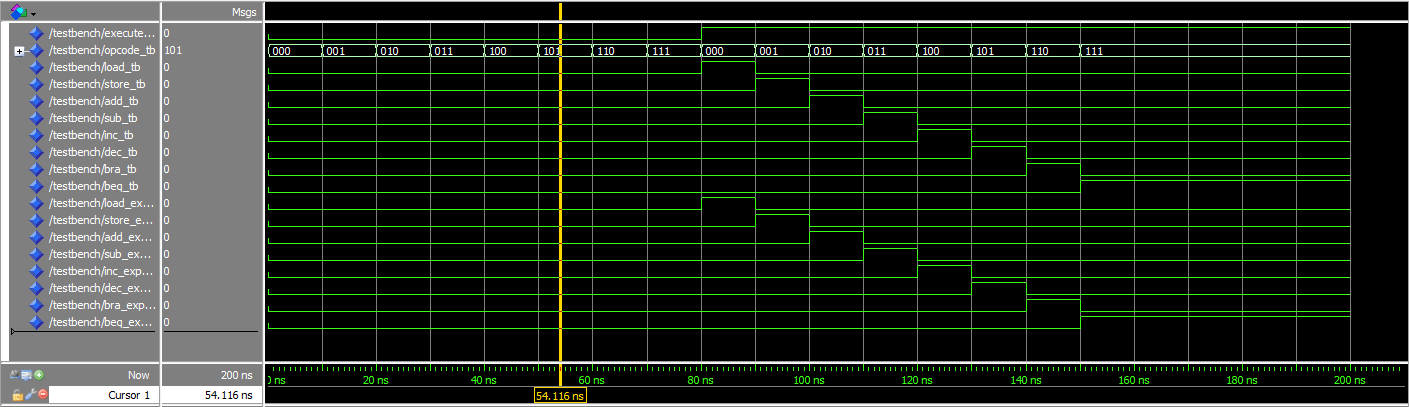 Msgs
/testbench/execute... 0
/testbench/opcode_tb 101 000 001 010 011 100 101 110 111 000 001 010 011 100 101 110 111
/testbench/load_tb 0
/testbench/store_tb 0
/testbench/add_tb 0
/testbench/sub_tb 0
/testbench/inc_tb 0
/testbench/dec_tb 0
/testbench/bra_tb 0
/testbench/beq_tb 0
/testbench/load_ex... 0
/testbench/store_e... 0
/testbench/add_ex... 0
/testbench/sub_ex... 0
/testbench/inc_exp... 0
/testbench/dec_ex... 0
/testbench/bra_exp... 0
/testbench/beq_ex... 0
Now 200 ns 0 ns 20 ns 40 ns 60 ns 80 ns 100 ns 120 ns 140 ns 160 ns 180 ns 200 ns
Cursor 1 54.116 ns 54.116 ns